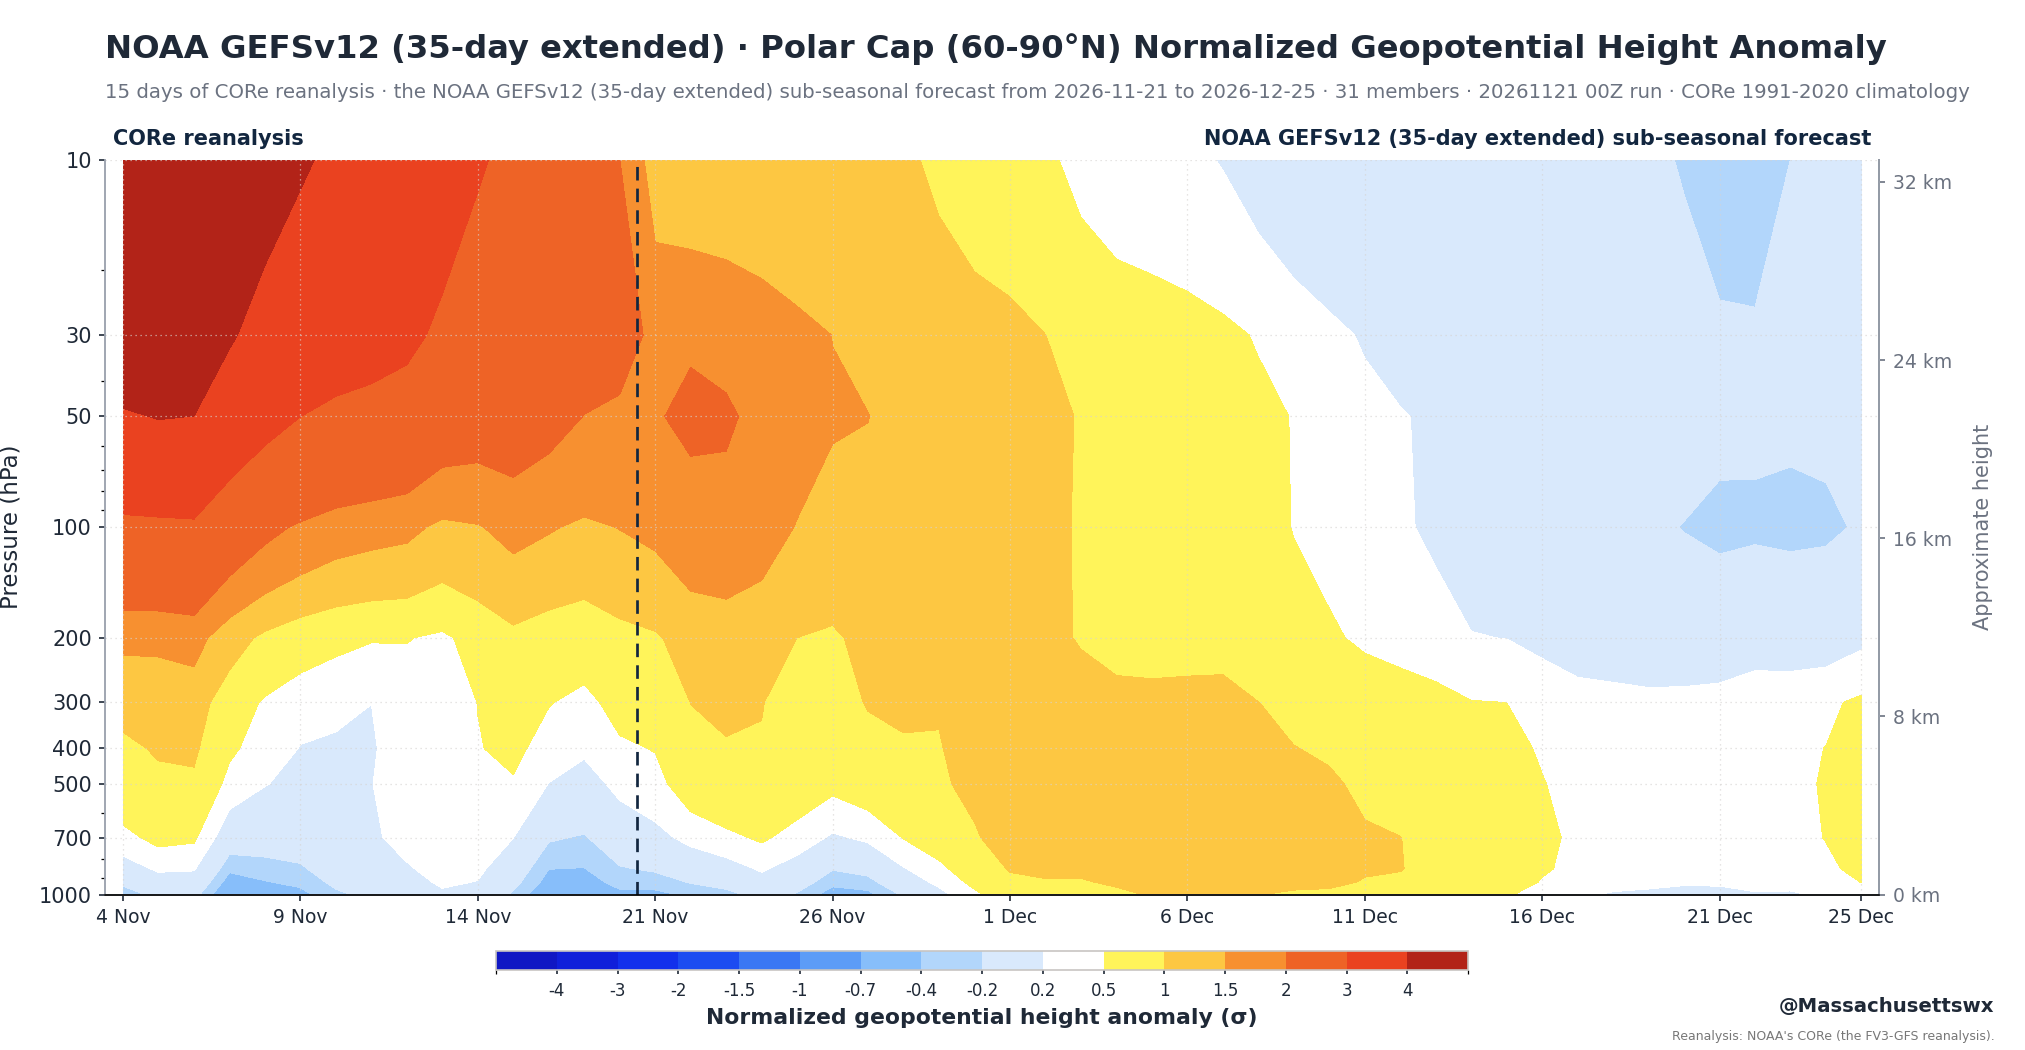 NOAA GEFSv12 (35-day extended) · Polar Cap (60-90°N) Normalized Geopotential Height Anomaly
15 days of CORe reanalysis · the NOAA GEFSv12 (35-day extended) sub-seasonal forecast from 2026-11-21 to 2026-12-25 · 31 members · 20261121 00Z run · CORe 1991-2020 climatology
CORe reanalysis
NOAA GEFSv12 (35-day extended) sub-seasonal forecast
Pressure (hPa)
10
30
50
100
200
300
400
500
700
1000
32 km
24 km
16 km
8 km
0 km
Approximate height
4 Nov 9 Nov 14 Nov 21 Nov 26 Nov 1 Dec 6 Dec 11 Dec 16 Dec 21 Dec 25 Dec
-4 -3 -2 -1.5 -1 -0.7 -0.4 -0.2 0.2 0.5 1 1.5 2 3 4
Normalized geopotential height anomaly (σ)
@Massachusettswx
Reanalysis: NOAA's CORe (the FV3-GFS reanalysis).